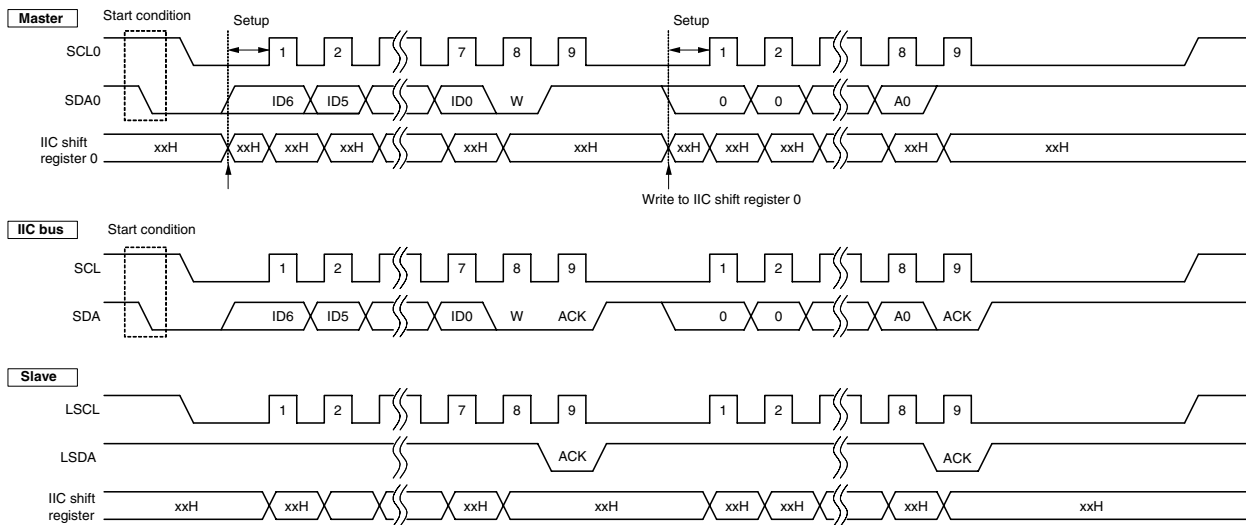 Master Start condition
Setup Setup
SCL0 1 2 7 8 9 1 2 8 9
SDA0 ID6 ID5 ID0 W 0 0 A0
IIC shift
register 0 xxH xxH xxH xxH xxH xxH xxH xxH xxH xxH xxH
Write to IIC shift register 0
IIC bus Start condition
SCL 1 2 7 8 9 1 2 8 9
SDA ID6 ID5 ID0 W ACK 0 0 A0 ACK
Slave
LSCL 1 2 7 8 9 1 2 8 9
LSDA ACK ACK
IIC shift
register xxH xxH xxH xxH xxH xxH xxH xxH